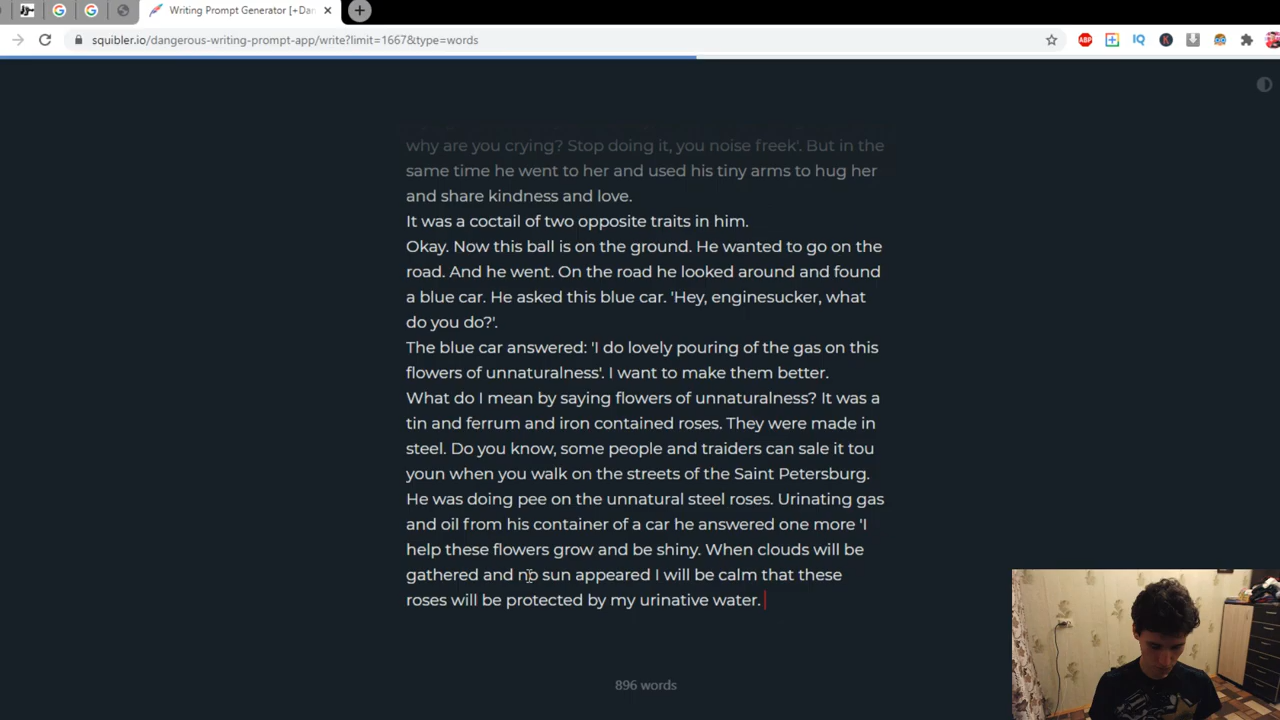 Writing Prompt Generator [+Dan
squibler.io/dangerous-writing-prompt-app/write?limit=1667&type=words
why are you crying? Stop doing it, you noise freek'. But in the
same time he went to her and used his tiny arms to hug her
and share kindness and love.
It was a coctail of two opposite traits in him.
Okay. Now this ball is on the ground. He wanted to go on the
road. And he went. On the road he looked around and found
a blue car. He asked this blue car. 'Hey, enginesucker, what
do you do?'.
The blue car answered: 'I do lovely pouring of the gas on this
flowers of unnaturalness'. I want to make them better.
What do I mean by saying flowers of unnaturalness? It was a
tin and ferrum and iron contained roses. They were made in
steel. Do you know, some people and traiders can sale it tou
youn when you walk on the streets of the Saint Petersburg.
He was doing pee on the unnatural steel roses. Urinating gas
and oil from his container of a car he answered one more 'I
help these flowers grow and be shiny. When clouds will be
gathered and no sun appeared I will be calm that these
roses will be protected by my urinative water.
896 words